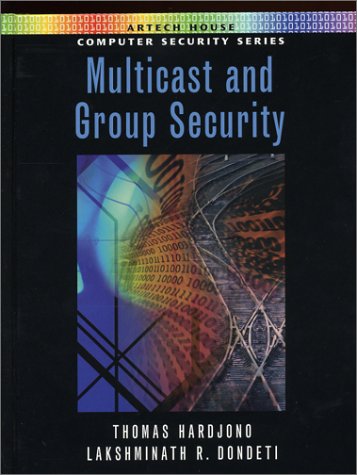 ARTECH HOUSE
COMPUTER SECURITY SERIES
Multicast and
Group Security
THOMAS HARDJONO
LAKSHMINATH R. DONDETI